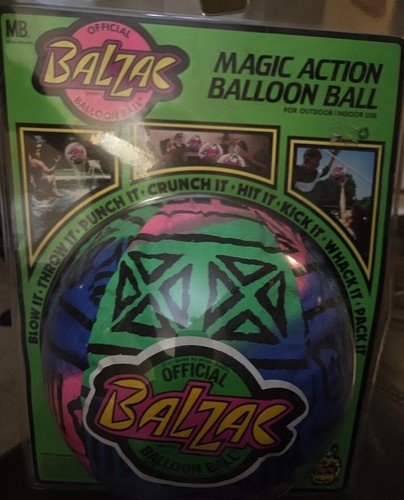 MB
OFFICIAL
BALZAC
BALLOON BALL
MAGIC ACTION
BALLOON BALL
FOR OUTDOOR/INDOOR USE
BLOW IT • THROW IT • PUNCH IT • CRUNCH IT • HIT IT • KICK IT • WHACK IT • PACK IT
OFFICIAL
BALZAC
BALLOON BALL